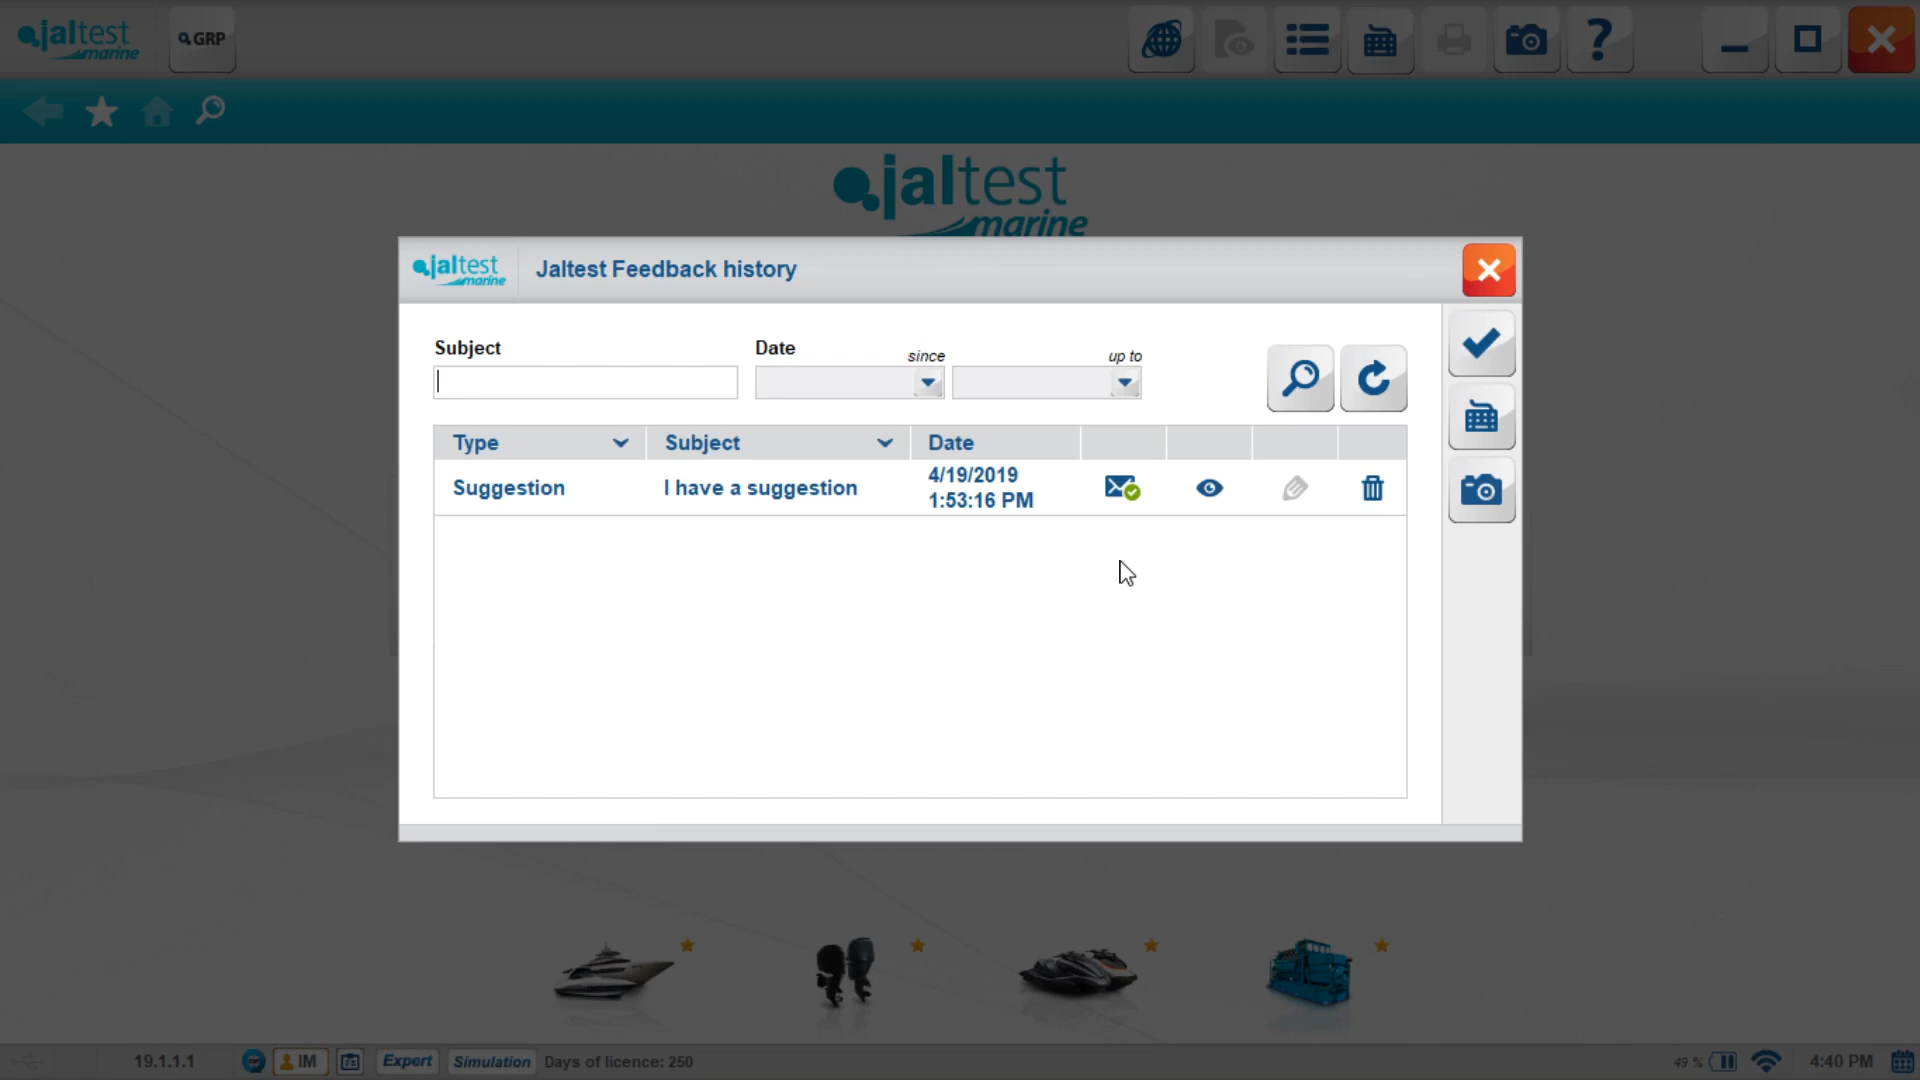 jaltest
marine
GRP
?
jaltest
marine
jaltest
marine
Jaltest Feedback history
Subject
Date
since
up to
Type
Subject
Date
Suggestion
I have a suggestion
4/19/2019
1:53:16 PM
19.1.1.1
IM
Expert
Simulation
Days of licence: 250
49 %
4:40 PM